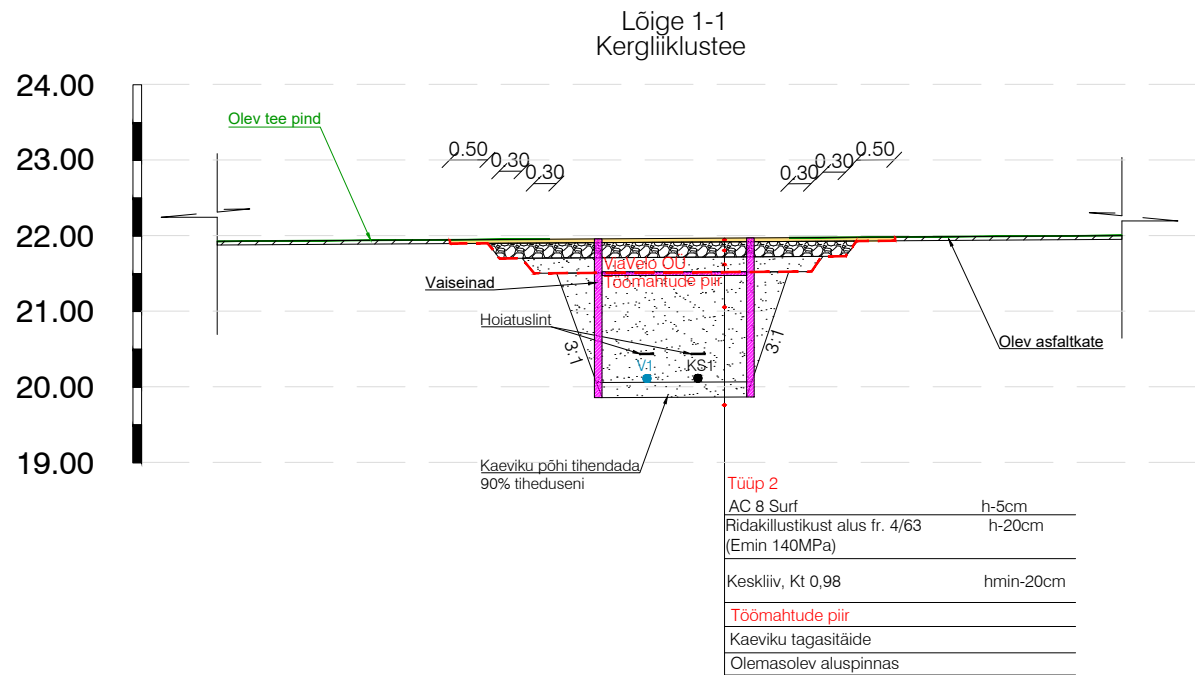 Lõige 1-1
Kergliiklustee
24.00
23.00
22.00
21.00
20.00
19.00
Olev tee pind
0.50
0.30
0.30
0.30
0.30
0.50
ViaVelo OÜ
Töömahtude piir
Vaiseinad
Hoiatuslint
3:1
3:1
V1
KS1
Olev asfaltkate
Kaeviku põhi tihendada
90% tiheduseni
Tüüp 2
AC 8 Surf h-5cm
Ridakillustikust alus fr. 4/63 h-20cm
(Emin 140MPa)
Keskliiv, Kt 0,98 hmin-20cm
Töömahtude piir
Kaeviku tagasitäide
Olemasolev aluspinnas